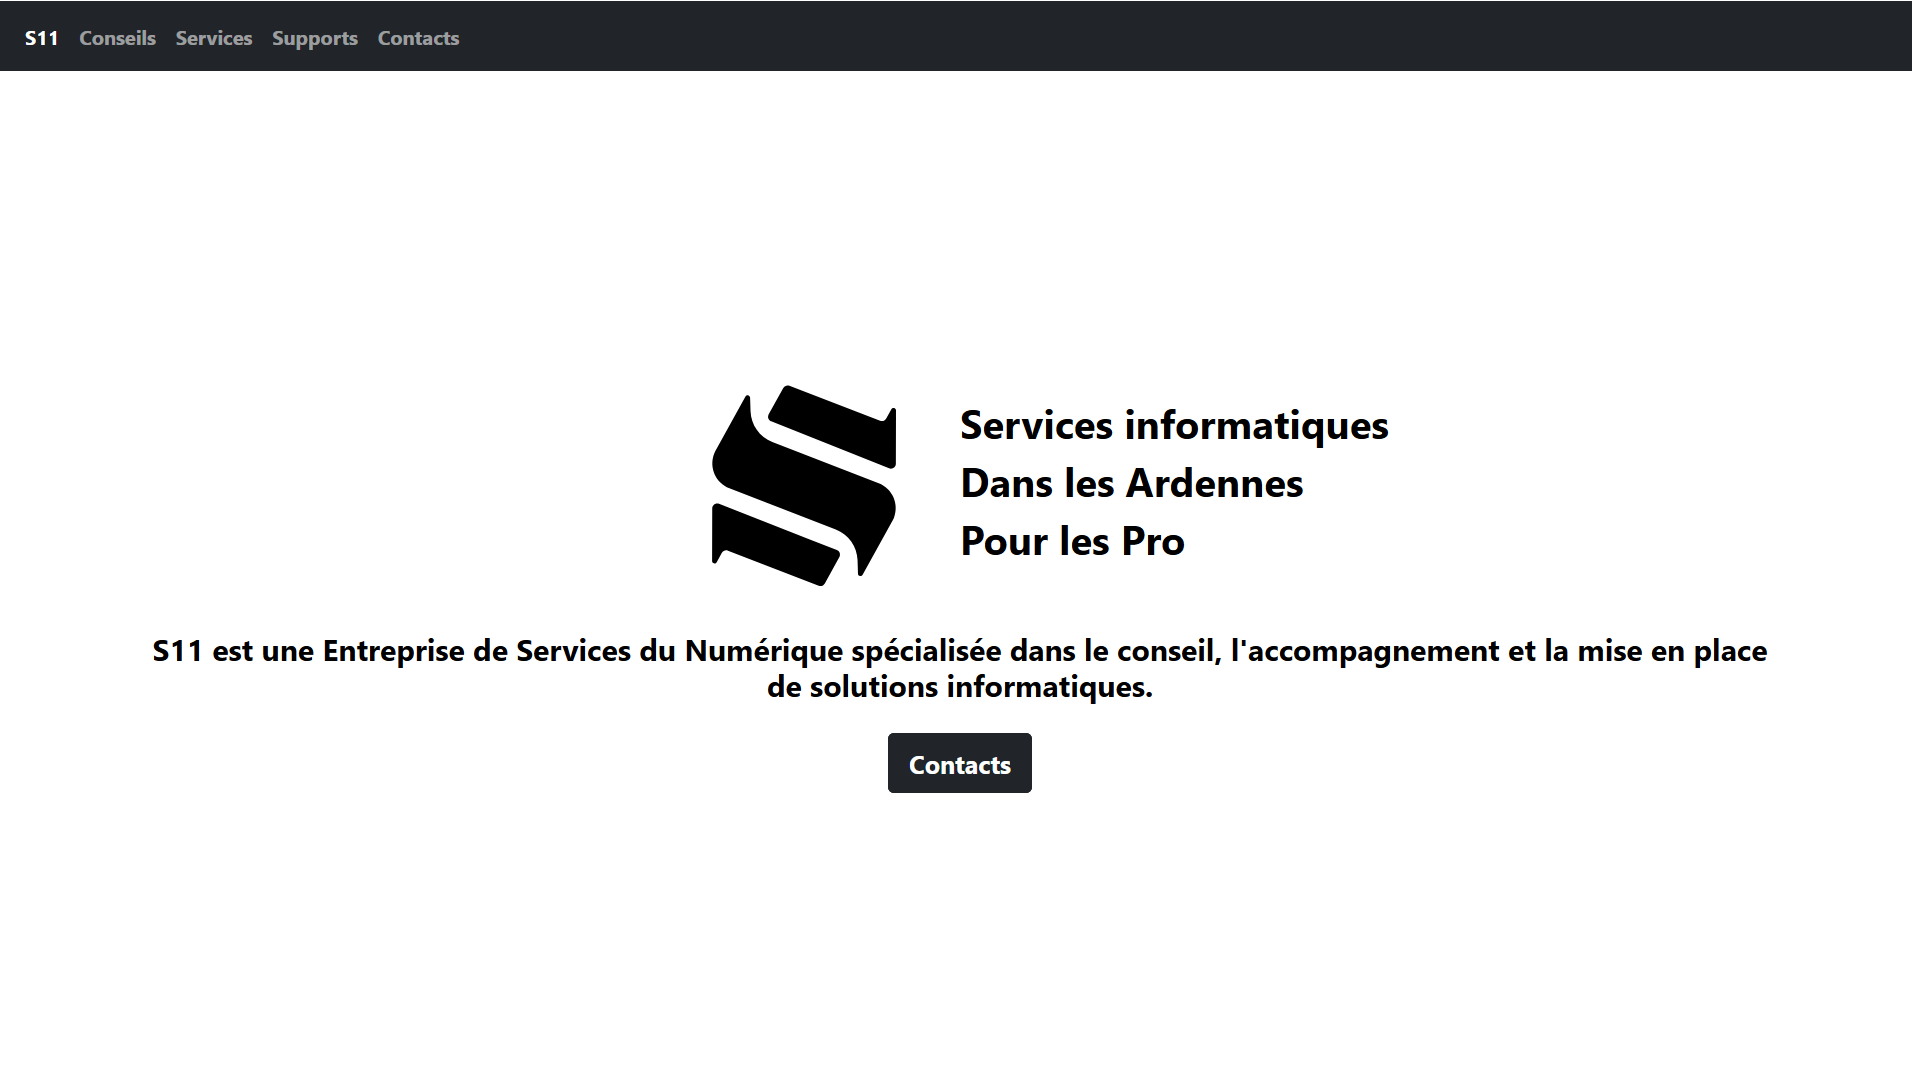 S11 Conseils Services Supports Contacts
Services informatiques
Dans les Ardennes
Pour les Pro
S11 est une Entreprise de Services du Numérique spécialisée dans le conseil, l'accompagnement et la mise en place
de solutions informatiques.
Contacts